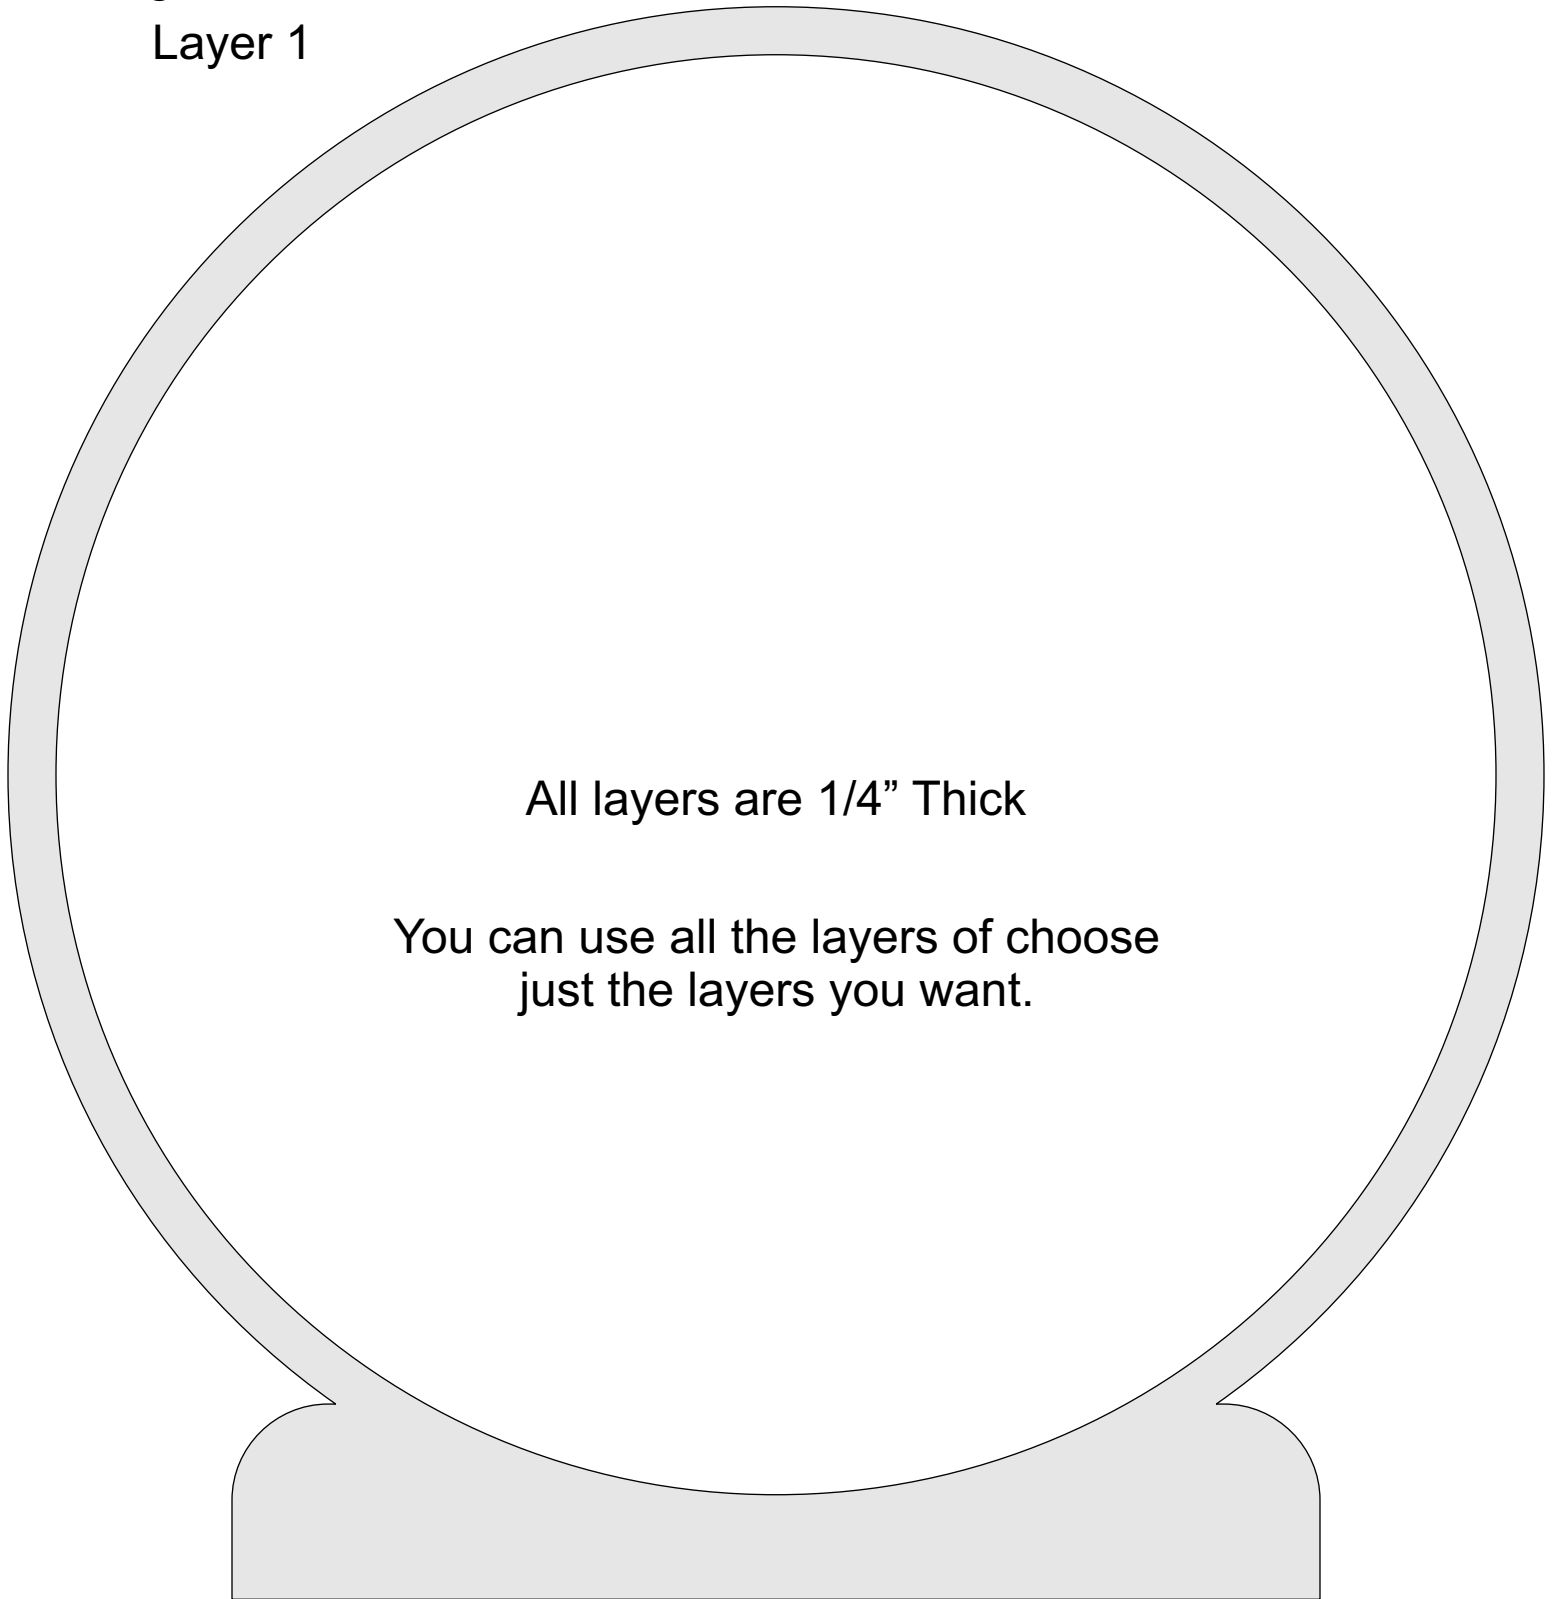 Layer 1
All layers are 1/4” Thick
You can use all the layers of choose
just the layers you want.